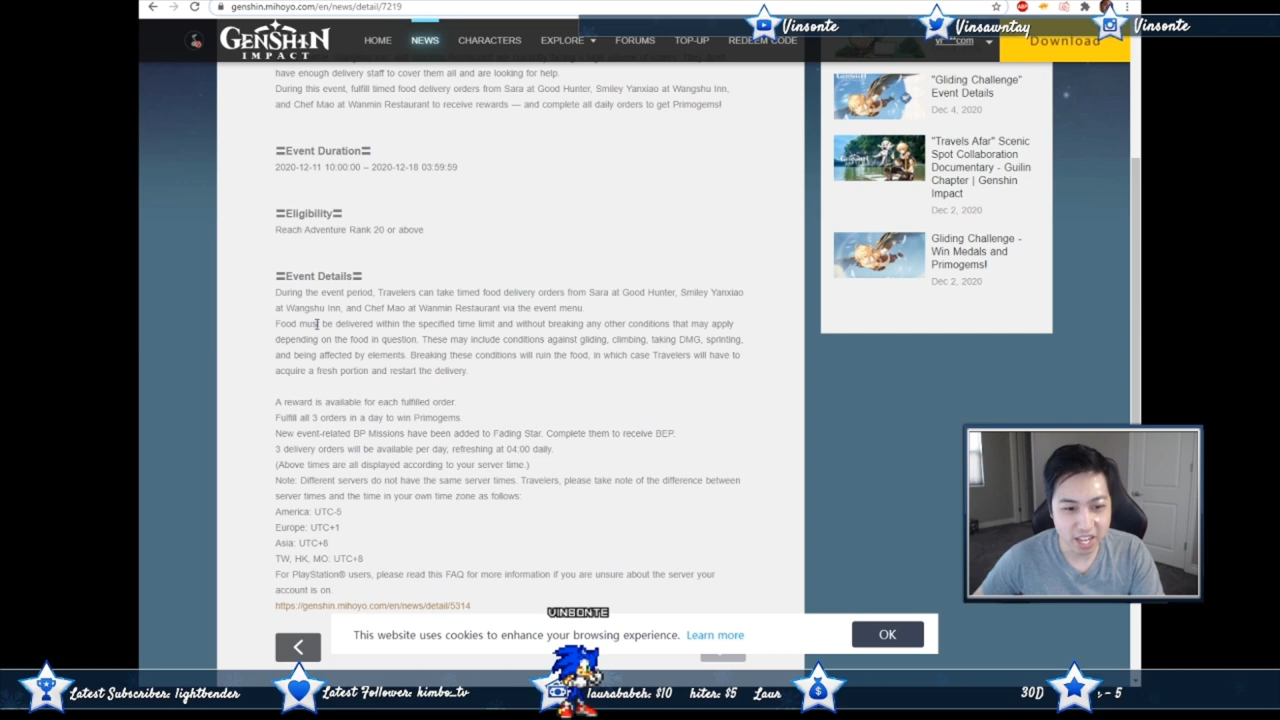 genshin.mihoyo.com/en/news/detail/7219
Vinsonte
Vinsawntay
Vinsonte
GENSHIN
IMPACT
HOME
NEWS
CHARACTERS
EXPLORE
FORUMS
TOP-UP
REDEEM CODE
Download
have enough delivery staff to cover them all and are looking for help.
During this event, fulfill timed food delivery orders from Sara at Good Hunter, Smiley Yanxiao at Wangshu Inn,
and Chef Mao at Wanmin Restaurant to receive rewards — and complete all daily orders to get Primogems!
〓Event Duration〓
2020-12-11 10:00:00 – 2020-12-18 03:59:59
〓Eligibility〓
Reach Adventure Rank 20 or above
〓Event Details〓
During the event period, Travelers can take timed food delivery orders from Sara at Good Hunter, Smiley Yanxiao
at Wangshu Inn, and Chef Mao at Wanmin Restaurant via the event menu.
Food must be delivered within the specified time limit and without breaking any other conditions that may apply
depending on the food in question. These may include conditions against gliding, climbing, taking DMG, sprinting,
and being affected by elements. Breaking these conditions will ruin the food, in which case Travelers will have to
acquire a fresh portion and restart the delivery.
A reward is available for each fulfilled order.
Fulfill all 3 orders in a day to win Primogems.
New event-related BP Missions have been added to Fading Star. Complete them to receive BEP.
3 delivery orders will be available per day, refreshing at 04:00 daily.
(Above times are all displayed according to your server time.)
Note: Different servers do not have the same server times. Travelers, please take note of the difference between
server times and the time in your own time zone as follows:
America: UTC-5
Europe: UTC+1
Asia: UTC+8
TW, HK, MO: UTC+8
For PlayStation® users, please read this FAQ for more information if you are unsure about the server your
account is on.
https://genshin.mihoyo.com/en/news/detail/5314
"Gliding Challenge"
Event Details
Dec 4, 2020
"Travels Afar" Scenic
Spot Collaboration
Documentary - Guilin
Chapter | Genshin
Impact
Dec 2, 2020
Gliding Challenge -
Win Medals and
Primogems!
Dec 2, 2020
VINSONTE
This website uses cookies to enhance your browsing experience. Learn more
OK
Latest Subscriber: lightbender
Latest Follower: kimbo_tv
laurababeh: $10
hiter: $5
Laur
30D
- 5